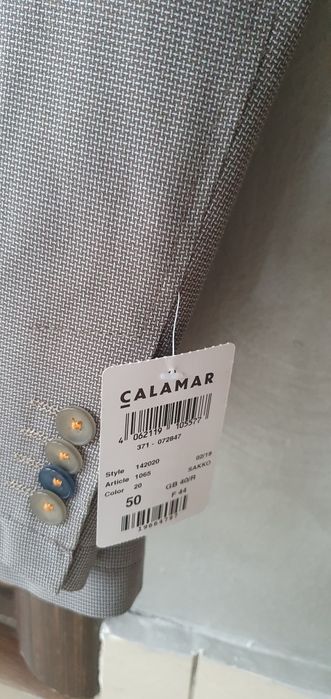 CALAMAR
4 062119 105577
371 - 072847
Style 142020 02/19
Article 1065 SAKKO
Color 20
50 GB 40/R
F 44